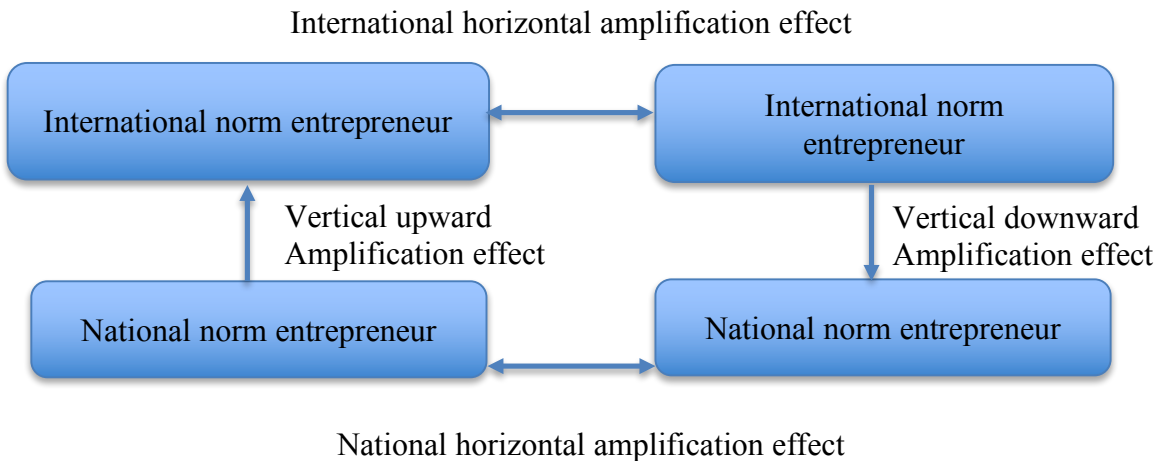 International horizontal amplification effect
International norm entrepreneur
International norm
entrepreneur
Vertical upward
Amplification effect
Vertical downward
Amplification effect
National norm entrepreneur
National norm entrepreneur
National horizontal amplification effect